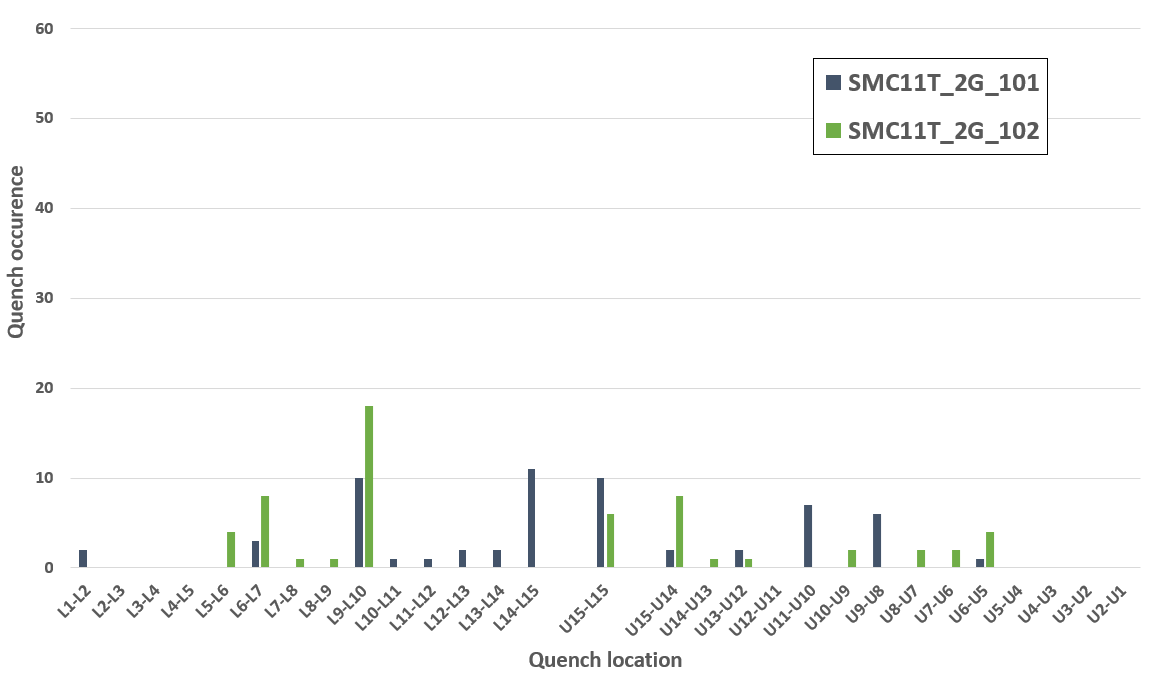 60
50
40
30
20
10
0
Quench occurence
SMC11T_2G_101
SMC11T_2G_102
L1-L2
L2-L3
L3-L4
L4-L5
L5-L6
L6-L7
L7-L8
L8-L9
L9-L10
L10-L11
L11-L12
L12-L13
L13-L14
L14-L15
U15-L15
U15-U14
U14-U13
U13-U12
U12-U11
U11-U10
U10-U9
U9-U8
U8-U7
U7-U6
U6-U5
U5-U4
U4-U3
U3-U2
U2-U1
Quench location